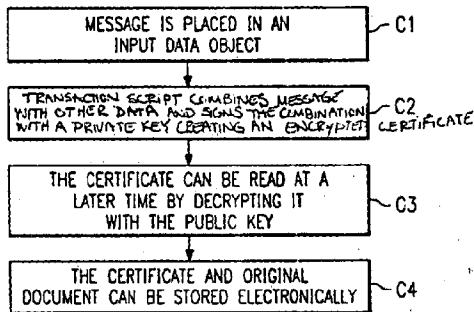 MESSAGE IS PLACED IN AN
INPUT DATA OBJECT
C1
TRANSACTION SCRIPT COMBINES MESSAGE
WITH OTHER DATA AND SIGNS THE COMBINATION
WITH A PRIVATE KEY CREATING AN ENCRYPTED CERTIFICATE
C2
THE CERTIFICATE CAN BE READ AT A
LATER TIME BY DECRYPTING IT
WITH THE PUBLIC KEY
C3
THE CERTIFICATE AND ORIGINAL
DOCUMENT CAN BE STORED ELECTRONICALLY
C4